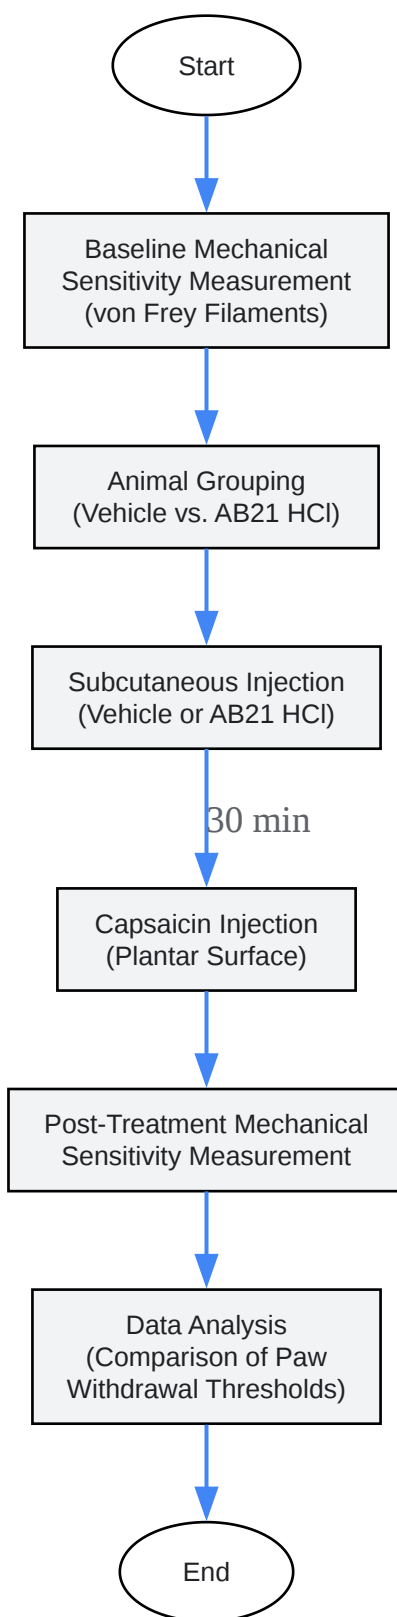 Start
Baseline Mechanical
Sensitivity Measurement
(von Frey Filaments)
Animal Grouping
(Vehicle vs. AB21 HCl)
Subcutaneous Injection
(Vehicle or AB21 HCl)
30 min
Capsaicin Injection
(Plantar Surface)
Post-Treatment Mechanical
Sensitivity Measurement
Data Analysis
(Comparison of Paw
Withdrawal Thresholds)
End